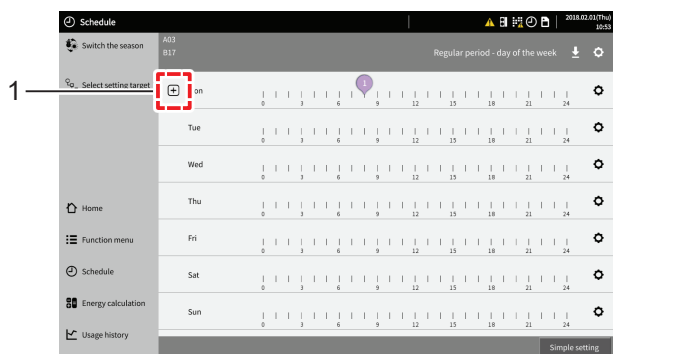 Schedule
2018.02.01(Thu)
10:53
Switch the season
A03
B17
Regular period - day of the week
Select setting target
1
on
1
0 3 6 9 12 15 18 21 24
Tue
0 3 6 9 12 15 18 21 24
Wed
0 3 6 9 12 15 18 21 24
Thu
0 3 6 9 12 15 18 21 24
Home
Fri
0 3 6 9 12 15 18 21 24
Function menu
Sat
0 3 6 9 12 15 18 21 24
Schedule
Energy calculation
Sun
0 3 6 9 12 15 18 21 24
Usage history
Simple setting